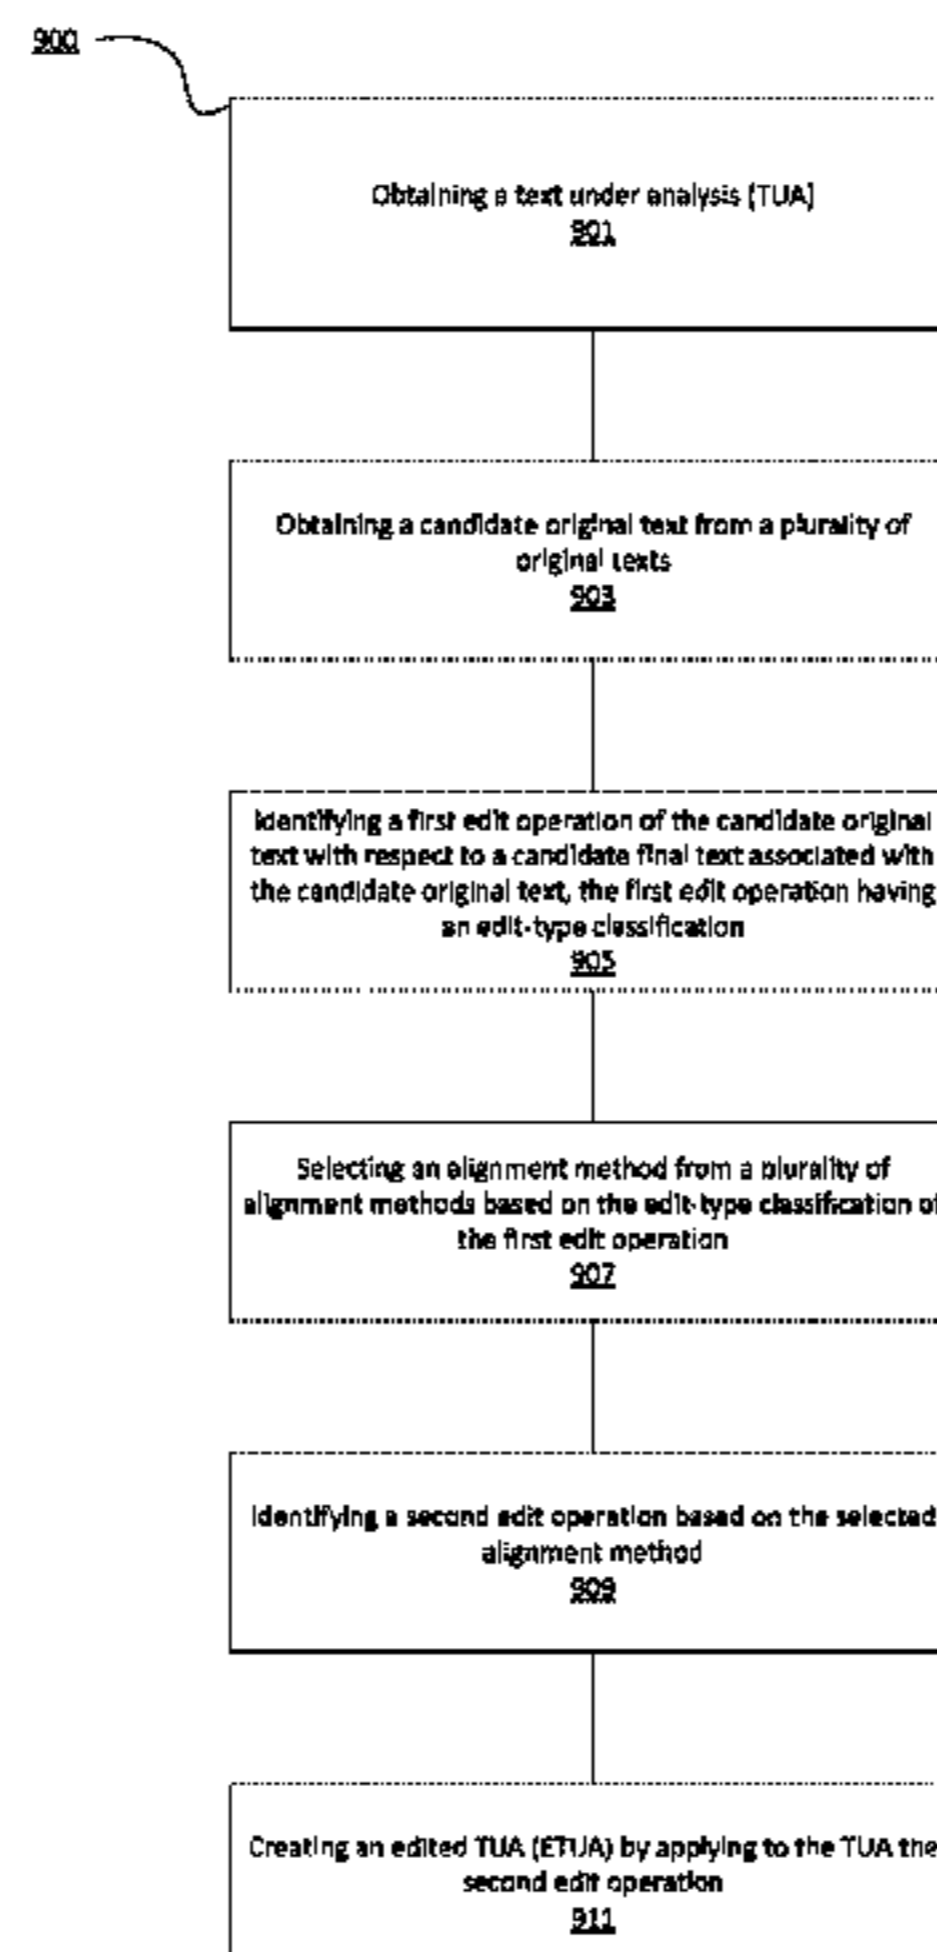 900
Obtaining a text under analysis (TUA)
901
Obtaining a candidate original text from a plurality of
original texts
903
Identifying a first edit operation of the candidate original
text with respect to a candidate final text associated with
the candidate original text, the first edit operation having
an edit-type classification
905
Selecting an alignment method from a plurality of
alignment methods based on the edit-type classification of
the first edit operation
907
Identifying a second edit operation based on the selected
alignment method
909
Creating an edited TUA (ETUA) by applying to the TUA the
second edit operation
911